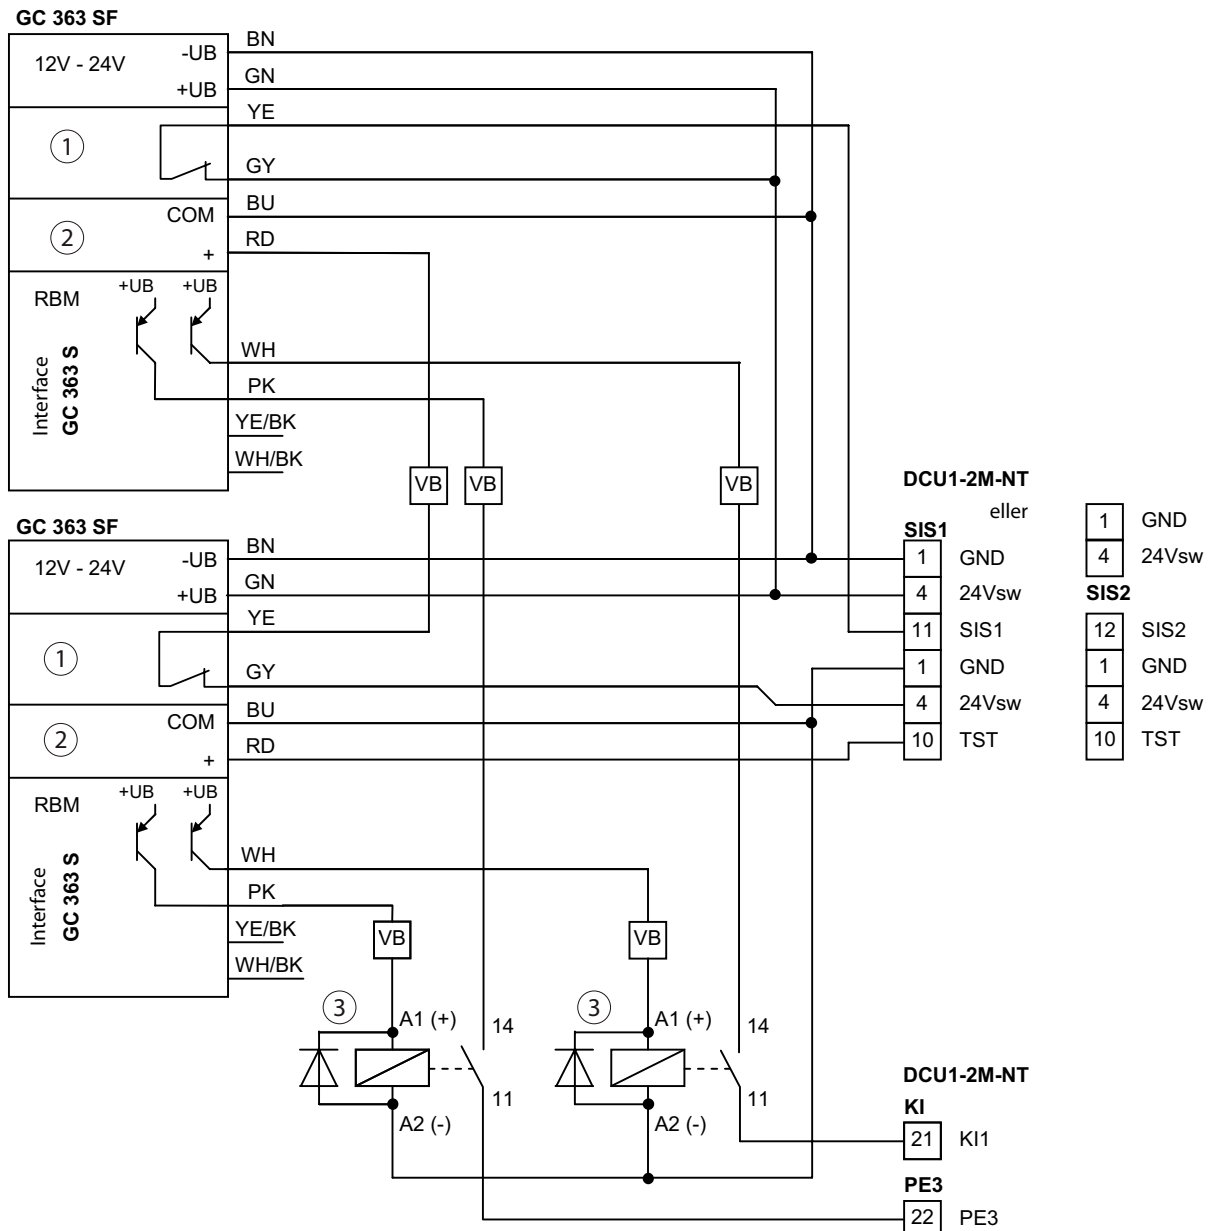 GC 363 SF
12V - 24V
-UB
BN
+UB
GN
YE
1
GY
COM
BU
2
+
RD
RBM
+UB
+UB
Interface
GC 363 S
WH
PK
YE/BK
WH/BK
VB
VB
VB
GC 363 SF
12V - 24V
-UB
BN
+UB
GN
YE
1
GY
COM
BU
2
+
RD
RBM
+UB
+UB
Interface
GC 363 S
WH
PK
YE/BK
WH/BK
VB
VB
DCU1-2M-NT
eller
SIS1
1 GND
4 24Vsw
11 SIS1
1 GND
4 24Vsw
10 TST
1 GND
4 24Vsw
SIS2
12 SIS2
1 GND
4 24Vsw
10 TST
3
A1 (+)
14
11
A2 (-)
3
A1 (+)
14
11
A2 (-)
DCU1-2M-NT
KI
21 KI1
PE3
22 PE3